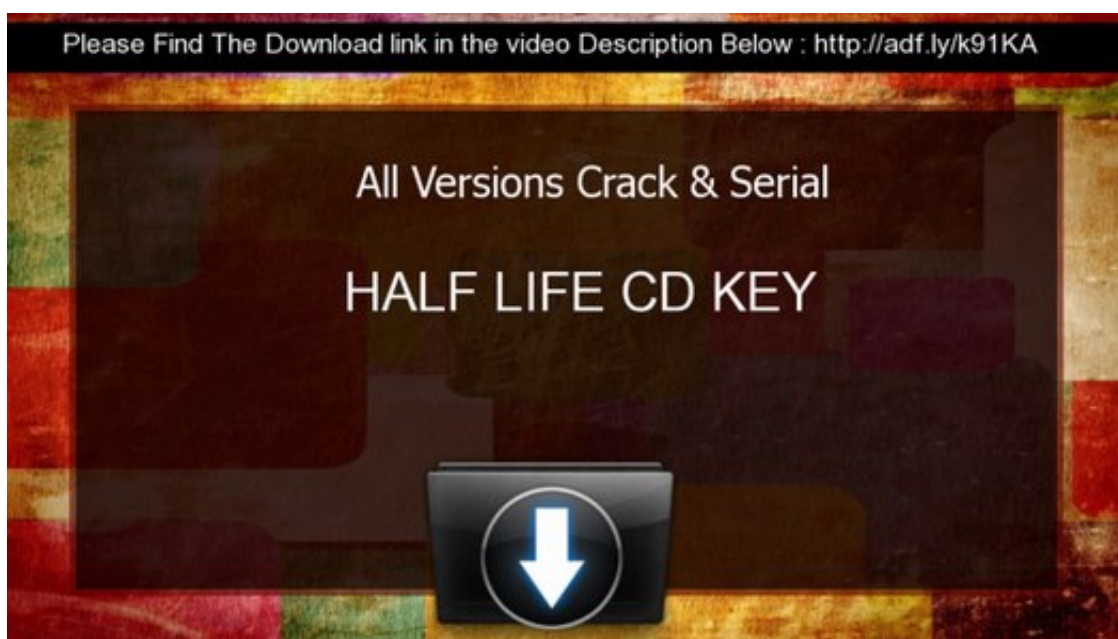 Please Find The Download link in the video Description Below : http://adf.ly/k91KA
All Versions Crack & Serial
HALF LIFE CD KEY